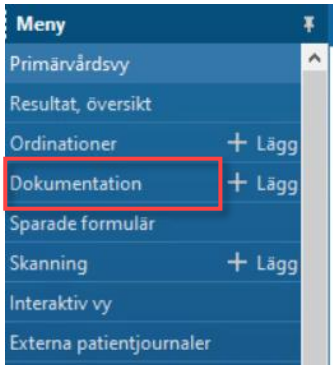 Meny
Primärvårdsvy
Resultat, översikt
Ordinationer + Lägg
Dokumentation + Lägg
Sparade formulär
Skanning + Lägg
Interaktiv vy
Externa patientjournaler